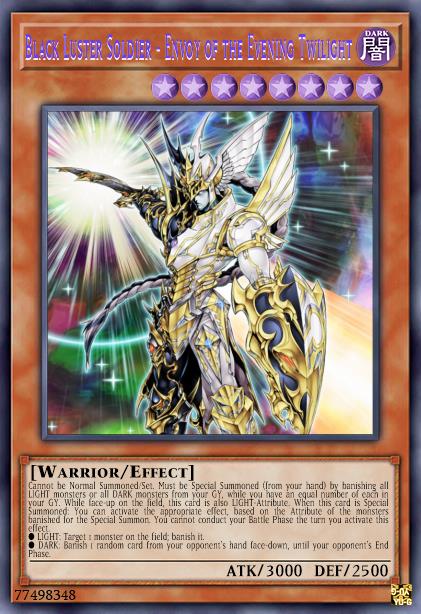 Black Luster Soldier - Envoy of the Evening Twilight
DARK
闇
[Warrior/Effect]
Cannot be Normal Summoned/Set. Must be Special Summoned (from your hand) by banishing all
LIGHT monsters or all DARK monsters from your GY, while you have an equal number of each in
your GY. While face-up on the field, this card is also LIGHT-Attribute. When this card is Special
Summoned: You can activate the appropriate effect, based on the Attribute of the monsters
banished for the Special Summon. You cannot conduct your Battle Phase the turn you activate this
effect.
● LIGHT: Target 1 monster on the field; banish it.
● DARK: Banish 1 random card from your opponent's hand face-down, until your opponent's End
Phase.
ATK/3000 DEF/2500
77498348